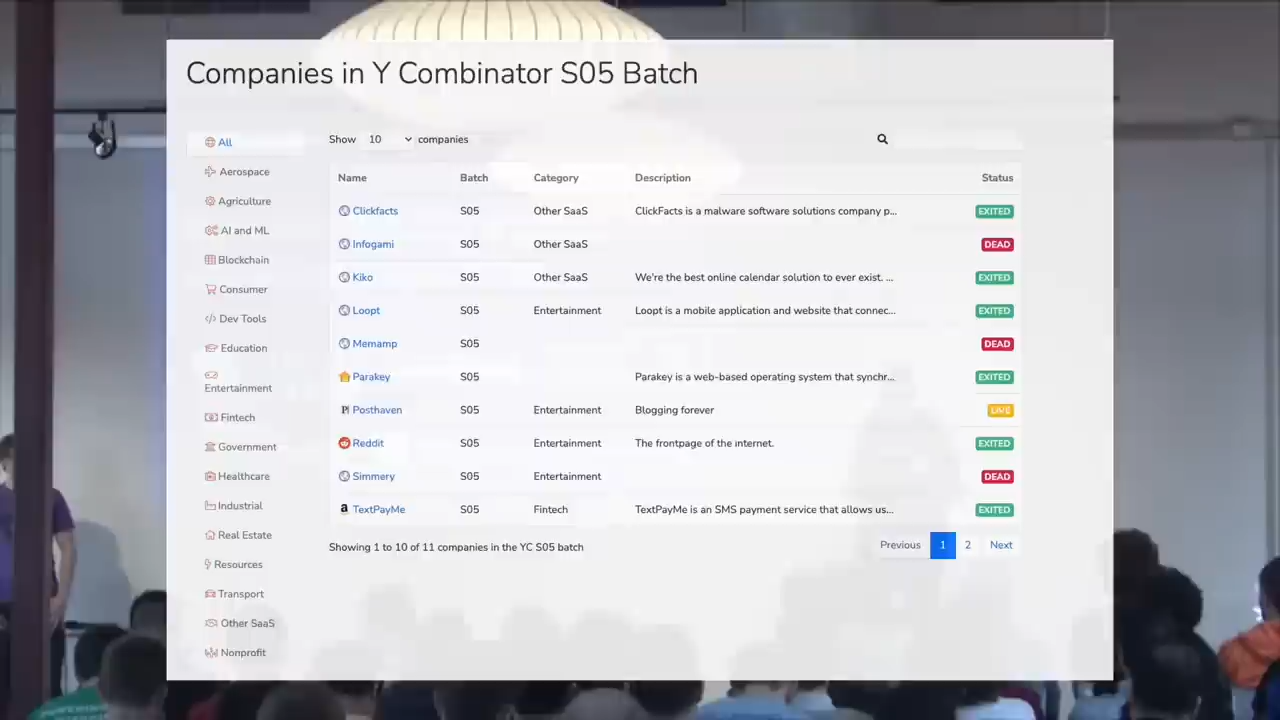 Companies in Y Combinator S05 Batch
All
Aerospace
Agriculture
AI and ML
Blockchain
Consumer
Dev Tools
Education
Entertainment
Fintech
Government
Healthcare
Industrial
Real Estate
Resources
Transport
Other SaaS
Nonprofit
Show 10 companies
Name Batch Category Description Status
Clickfacts S05 Other SaaS ClickFacts is a malware software solutions company p... EXITED
Infogami S05 Other SaaS DEAD
Kiko S05 Other SaaS We're the best online calendar solution to ever exist. ... EXITED
Loopt S05 Entertainment Loopt is a mobile application and website that connec... EXITED
Memamp S05 DEAD
Parakey S05 Parakey is a web-based operating system that synchr... EXITED
Posthaven S05 Entertainment Blogging forever LIVE
Reddit S05 Entertainment The frontpage of the internet. EXITED
Simmery S05 Entertainment DEAD
TextPayMe S05 Fintech TextPayMe is an SMS payment service that allows us... EXITED
Showing 1 to 10 of 11 companies in the YC S05 batch
Previous 1 2 Next